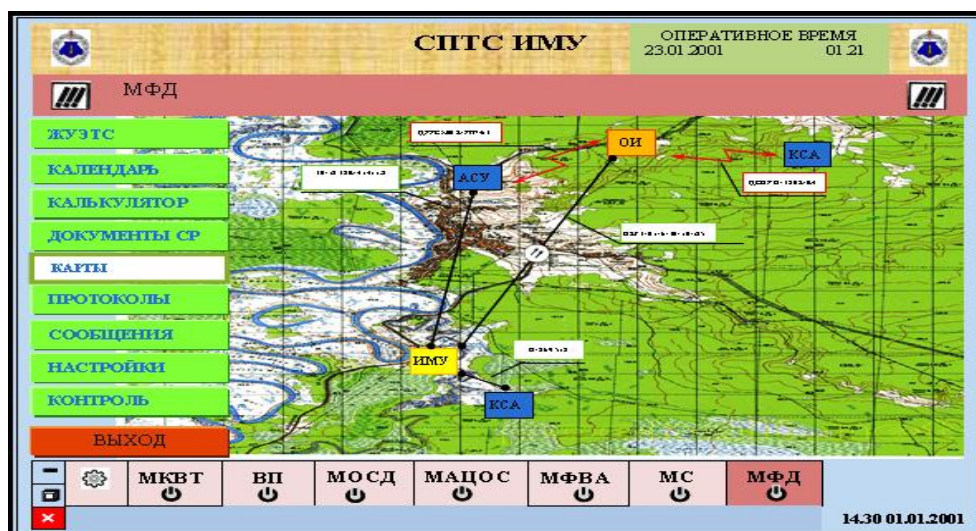 СПТС ИМУ
ОПЕРАТИВНОЕ ВРЕМЯ
23.01.2001 01.21
МФД
ЖУЭТС
КАЛЕНДАРЬ
КАЛЬКУЛЯТОР
ДОКУМЕНТЫ СР
КАРТЫ
ПРОТОКОЛЫ
СООБЩЕНИЯ
НАСТРОЙКИ
КОНТРОЛЬ
ВЫХОД
ОИ
КСА
АСУ
ИМУ
КСА
МКВТ ВП МОСД МАЦОС МФВА МС МФД
14.30 01.01.2001